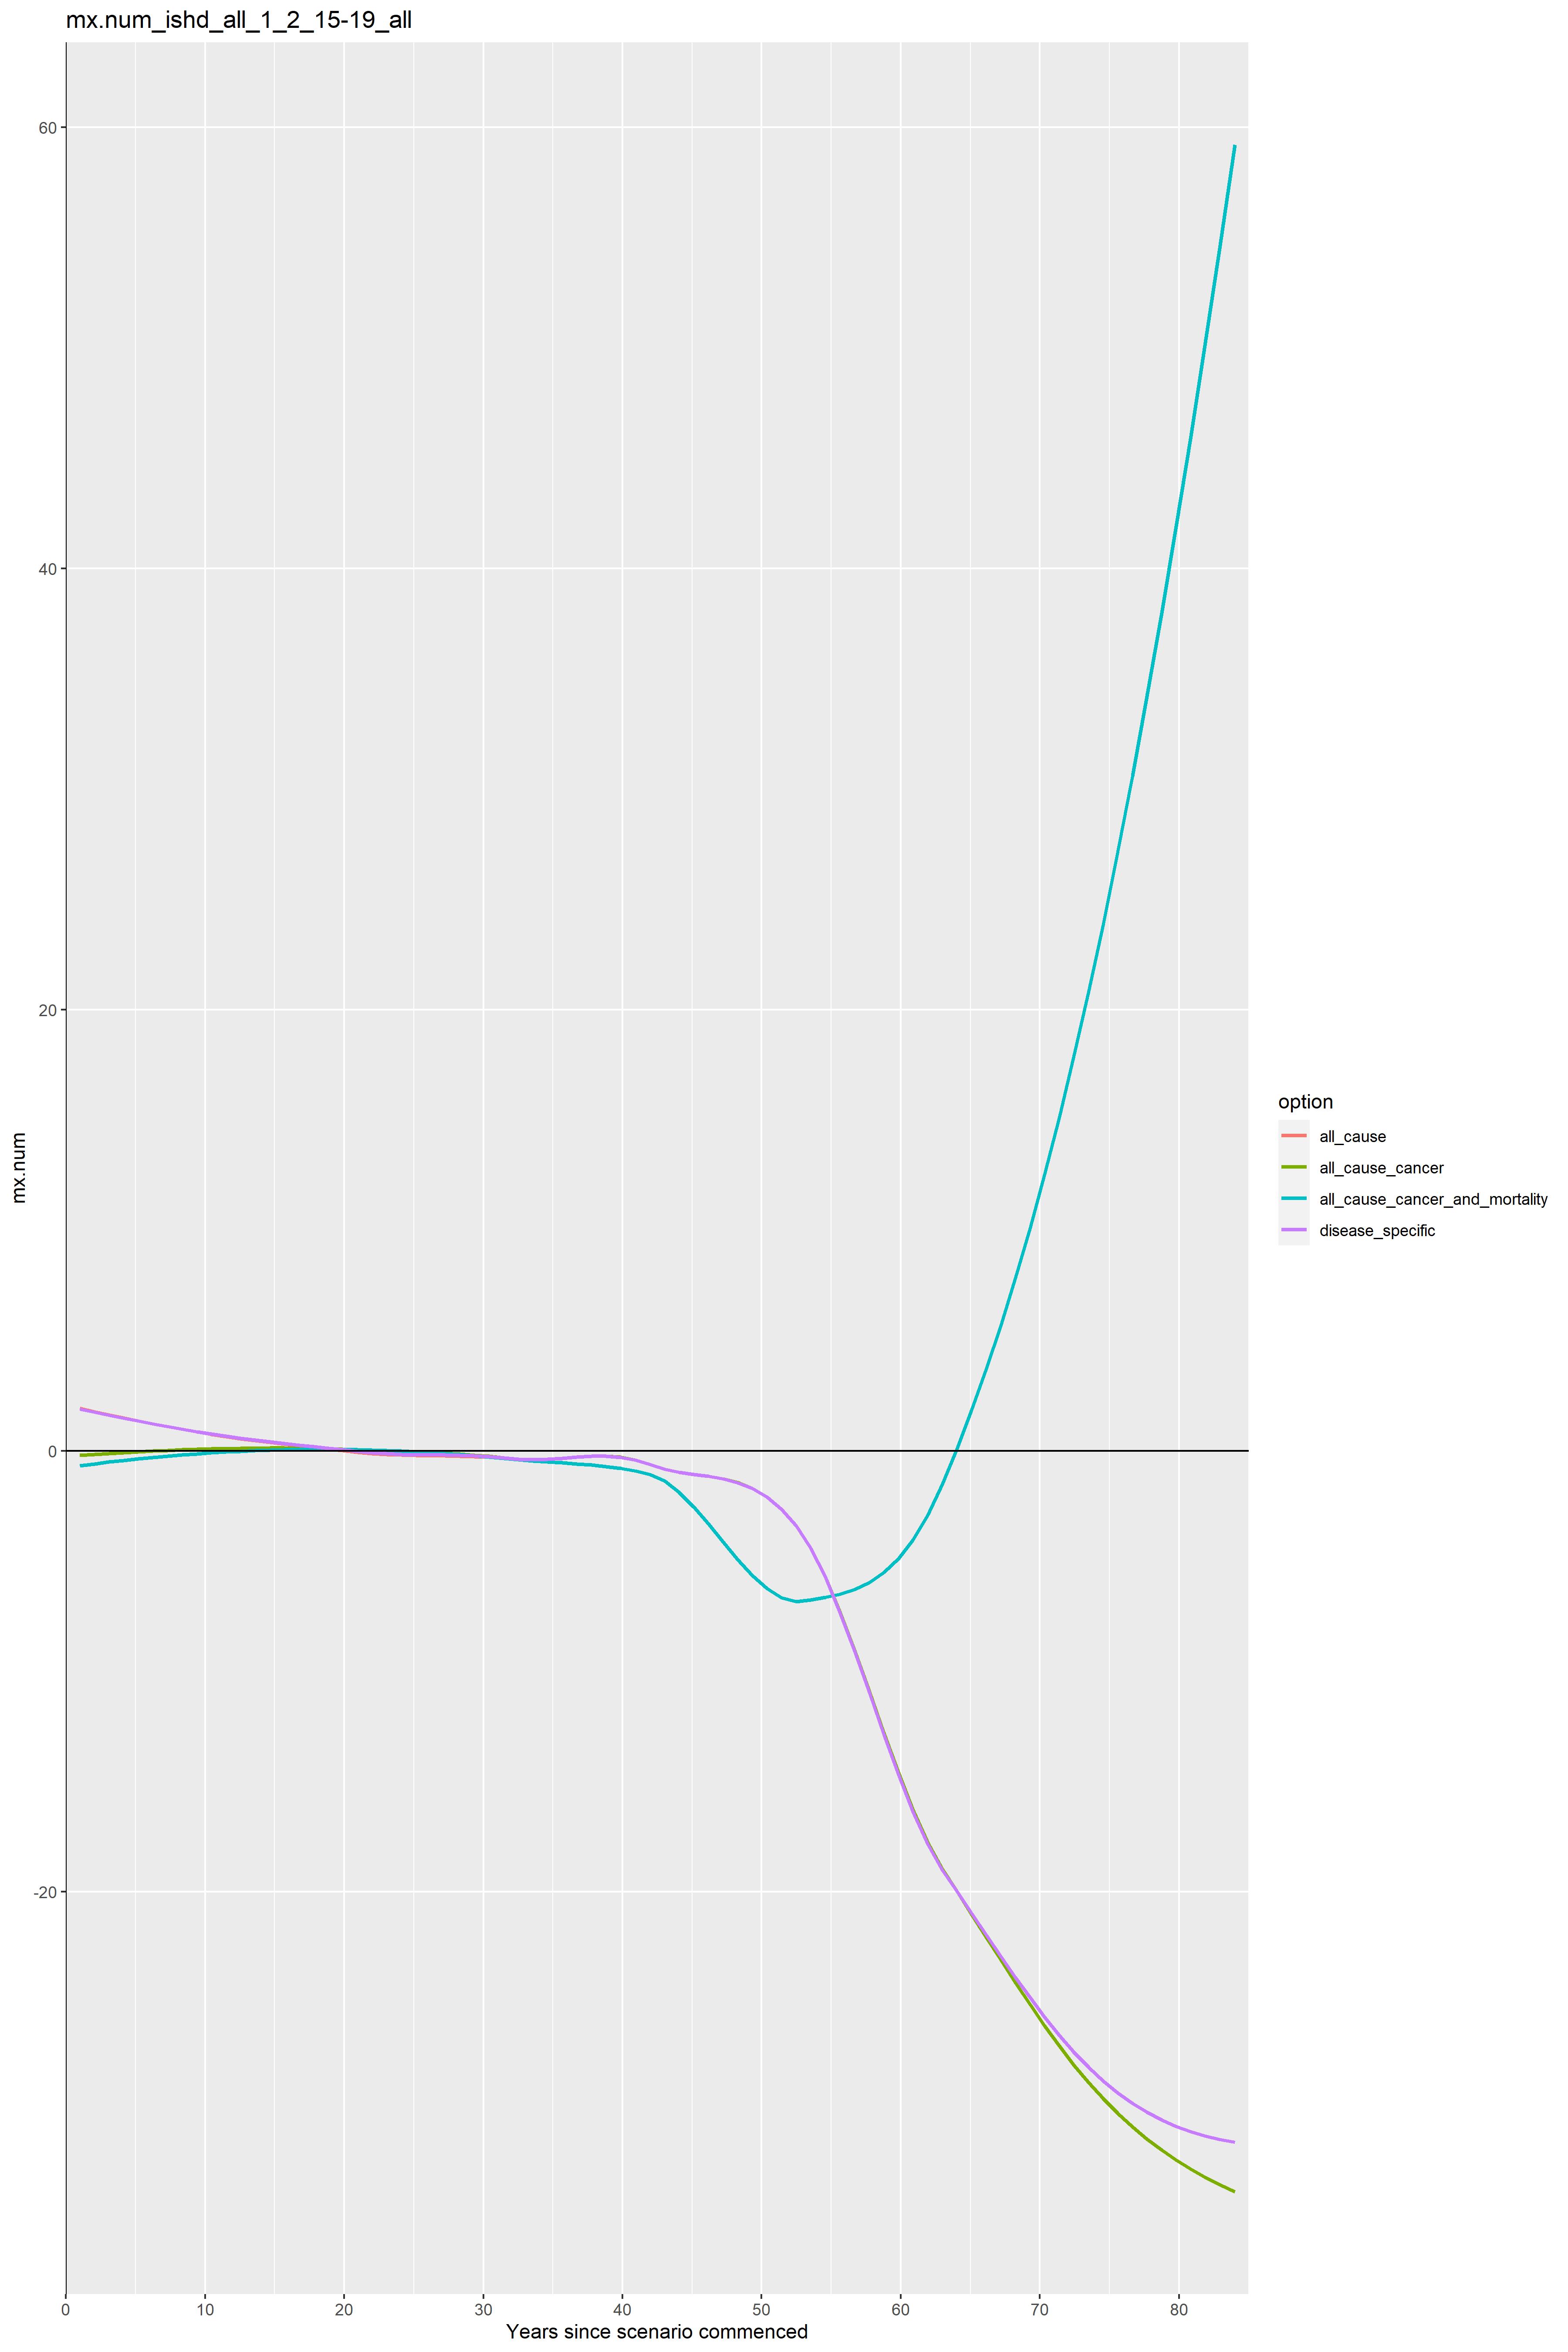 mx.num_ishd_all_1_2_15-19_all
60
40
20
0
-20
mx.num
0 10 20 30 40 50 60 70 80
Years since scenario commenced
option
all_cause
all_cause_cancer
all_cause_cancer_and_mortality
disease_specific